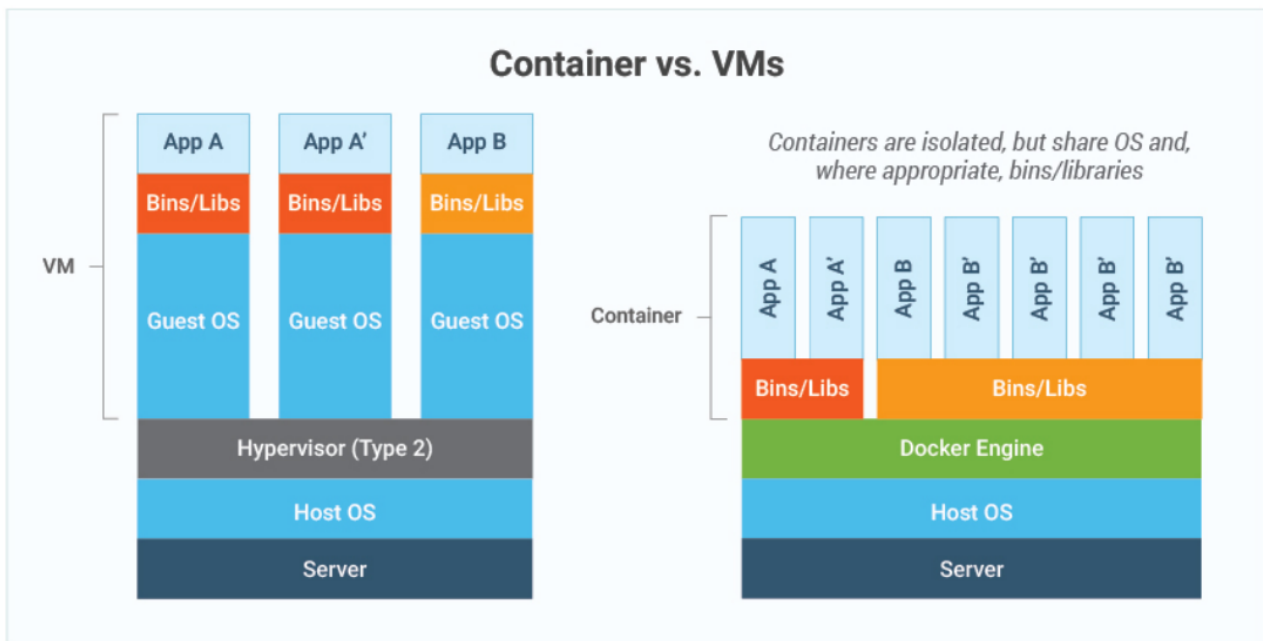 Container vs. VMs
App A
App A’
App B
Bins/Libs
Bins/Libs
Bins/Libs
VM
Guest OS
Guest OS
Guest OS
Hypervisor (Type 2)
Host OS
Server
Containers are isolated, but share OS and,
where appropriate, bins/libraries
Container
App A
App A’
App B
App B’
App B’
App B’
App B’
Bins/Libs
Bins/Libs
Docker Engine
Host OS
Server